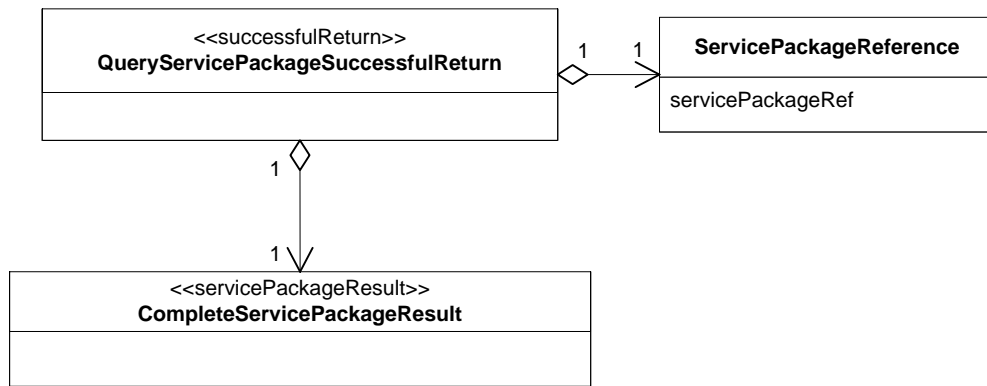 <<successfulReturn>>
QueryServicePackageSuccessfulReturn
1
1
ServicePackageReference
servicePackageRef
1
1
<<servicePackageResult>>
CompleteServicePackageResult